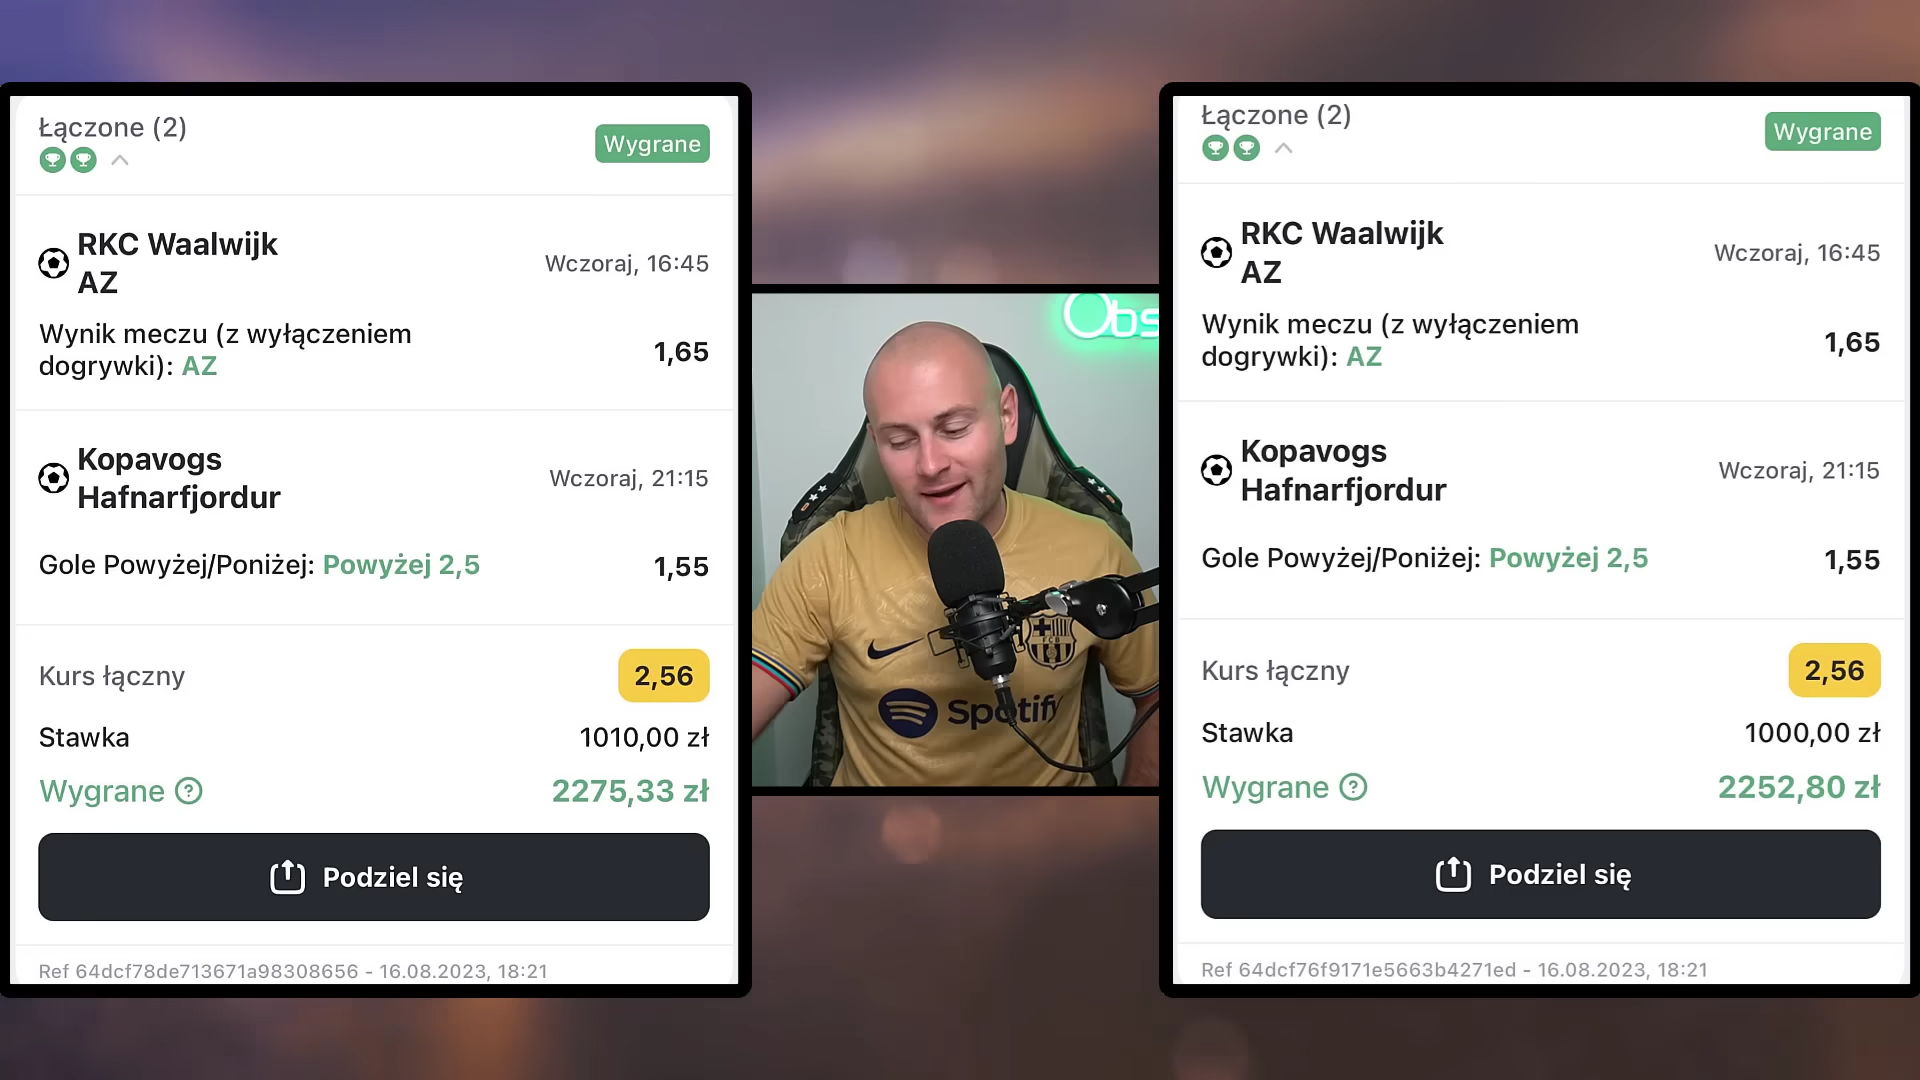 Łączone (2)
Wygrane
RKC Waalwijk
AZ
Wczoraj, 16:45
Wynik meczu (z wyłączeniem
dogrywki): AZ
1,65
Kopavogs
Hafnarfjordur
Wczoraj, 21:15
Gole Powyżej/Poniżej: Powyżej 2,5
1,55
Kurs łączny
2,56
Stawka
1010,00 zł
Wygrane ?
2275,33 zł
Podziel się
Ref 64dcf78de713671a98308656 - 16.08.2023, 18:21
Obs
FCB
Spotify
Łączone (2)
Wygrane
RKC Waalwijk
AZ
Wczoraj, 16:45
Wynik meczu (z wyłączeniem
dogrywki): AZ
1,65
Kopavogs
Hafnarfjordur
Wczoraj, 21:15
Gole Powyżej/Poniżej: Powyżej 2,5
1,55
Kurs łączny
2,56
Stawka
1000,00 zł
Wygrane ?
2252,80 zł
Podziel się
Ref 64dcf76f9171e5663b4271ed - 16.08.2023, 18:21